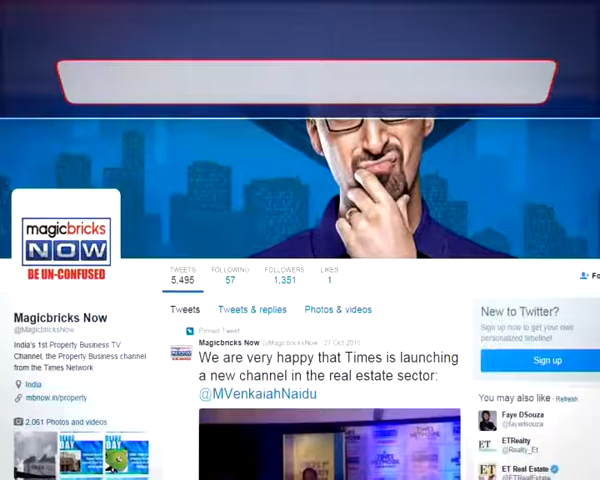 magicbricks
NOW
BE UN-CONFUSED
TWEETS
5,495
FOLLOWING
57
FOLLOWERS
1,351
LIKES
1
Tweets
Tweets & replies
Photos & videos
Magicbricks Now
@MagicbricksNow
India's 1st Property Business TV
Channel, the Property Business channel
from the Times Network
India
mbnow.in/property
2,061 Photos and videos
Pinned Tweet
Magicbricks Now @MagicbricksNow
We are very happy that Times is launching
a new channel in the real estate sector:
@MVenkaiahNaidu
New to Twitter?
Sign up now to get your own
personalized timeline!
Sign up
You may also like · Refresh
Faye DSouza
@fayedsouza
ET
ETRealty
@Realty_Et
ET
ET Real Estate
@ETRealEstate